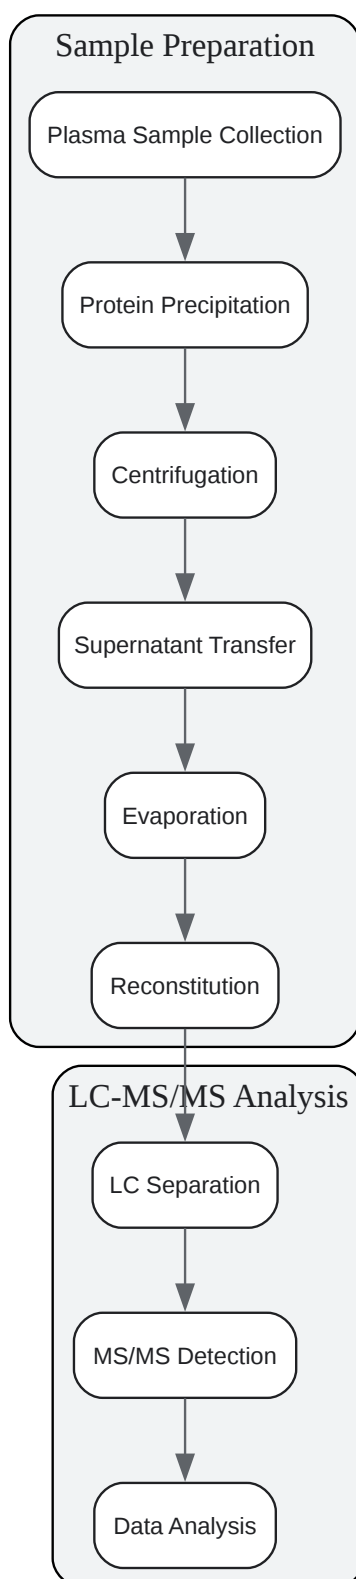 Sample Preparation
Plasma Sample Collection
Protein Precipitation
Centrifugation
Supernatant Transfer
Evaporation
Reconstitution
LC-MS/MS Analysis
LC Separation
MS/MS Detection
Data Analysis